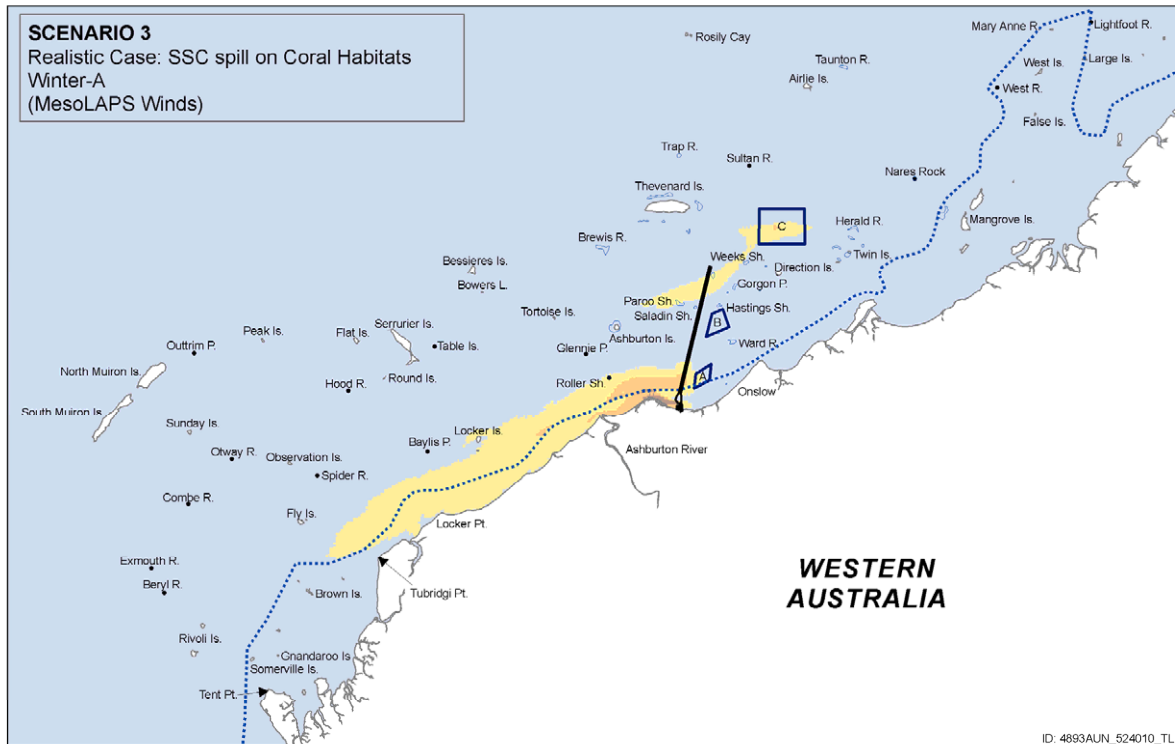 SCENARIO 3
Realistic Case: SSC spill on Coral Habitats
Winter-A
(MesoLAPS Winds)
Rosily Cay
Mary Anne R.
Lightfoot R.
Taunton R.
West Is.
Large Is.
Airlie Is.
West R.
False Is.
Trap R.
Sultan R.
Nares Rock
Thevenard Is.
Mangrove Is.
C
Herald R.
Brewis R.
Weeks Sh.
Twin Is.
Bessieres Is.
Direction Is.
Bowers L.
Gorgon P.
Paroo Sh.
Hastings Sh.
Tortoise Is.
Saladin Sh.
B
Serrurier Is.
Peak Is.
Flat Is.
Ashburton Is.
Outtrim P.
Table Is.
Glennie P.
Ward R.
North Muiron Is.
Round Is.
Hood R.
Roller Sh.
A
Onslow
South Muiron Is.
Sunday Is.
Locker Is.
Baylis P.
Ashburton River
Otway R.
Observation Is.
Spider R.
Combe R.
Fly Is.
Locker Pt.
Exmouth R.
WESTERN
AUSTRALIA
Beryl R.
Brown Is.
Tubridgi Pt.
Rivoli Is.
Gnandaroo Is
Somerville Is.
Tent Pt.
ID: 4893AUN_524010_TL